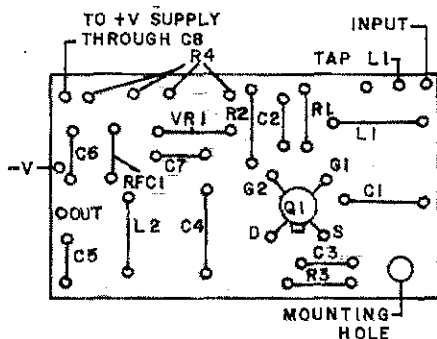 TO +V SUPPLY
THROUGH C8
INPUT
R4
TAP L1
R2
R1
VR1
C2
L1
C6
C7
-V
RFC1
G2
G1
C1
Q1
OUT
L2
C4
D
S
C5
C3
R3
MOUNTING
HOLE